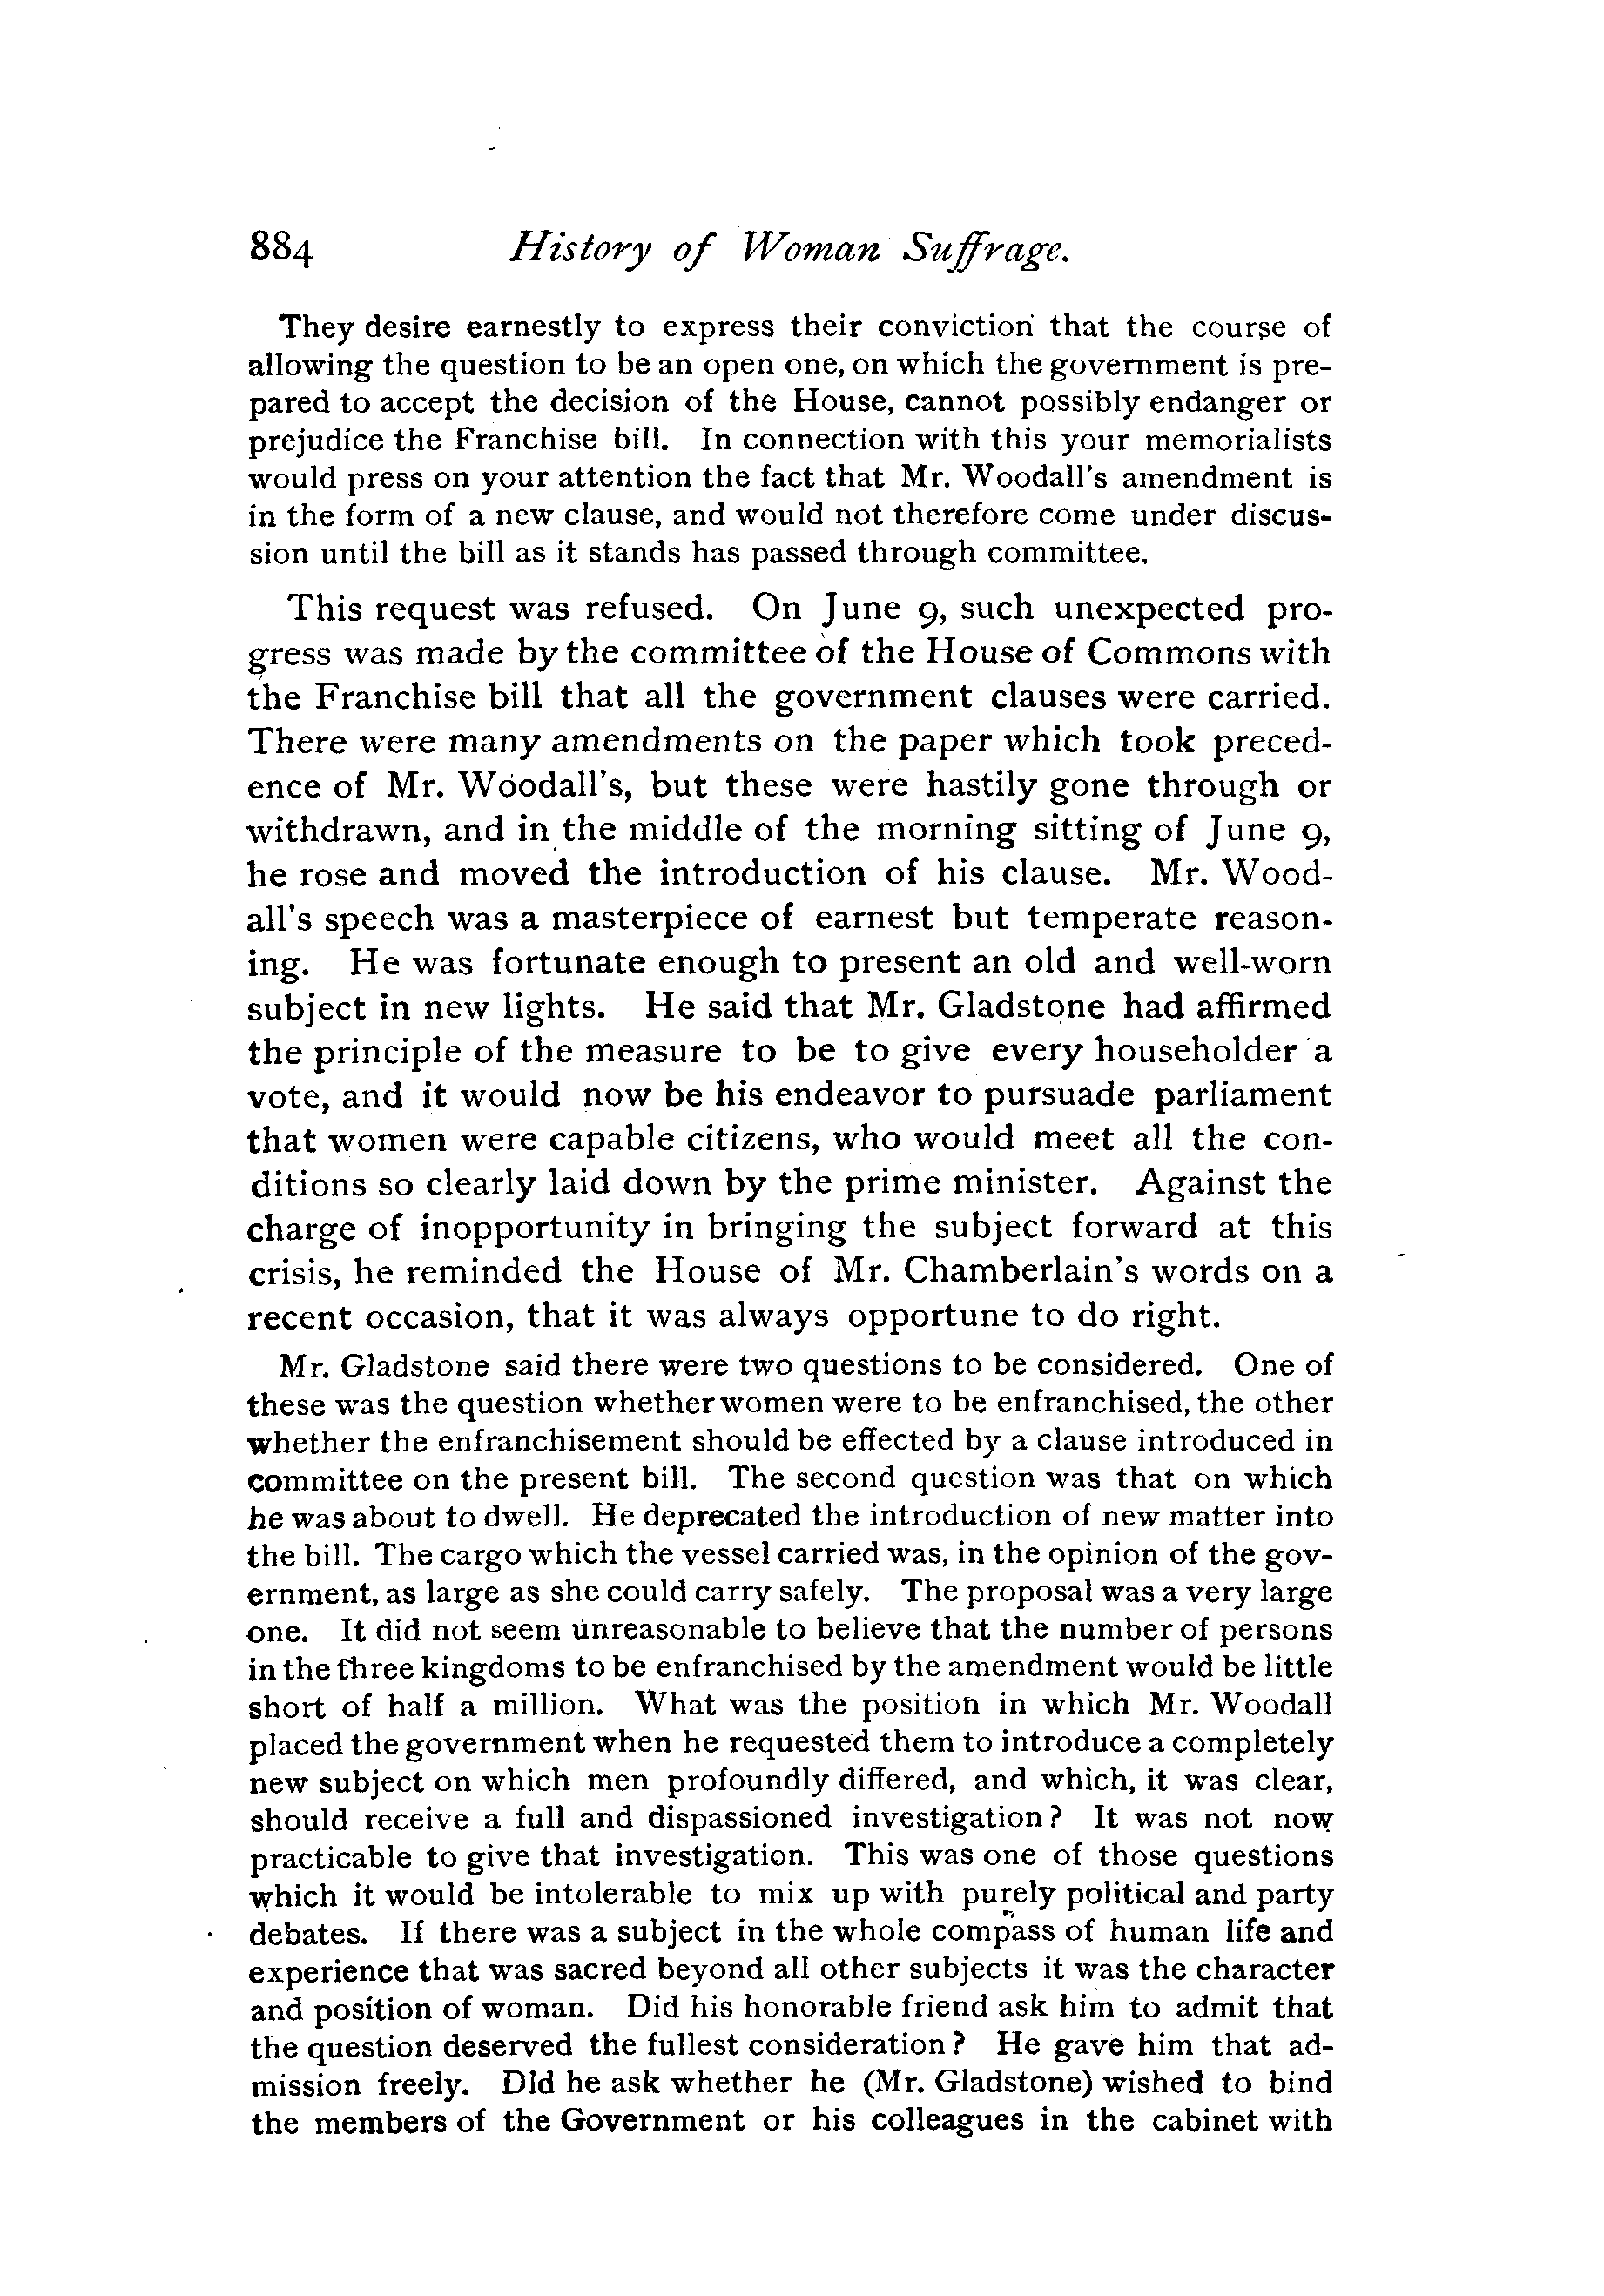 884 History of Woman Suffrage.
They desire earnestly to express their conviction that the course of
allowing the question to be an open one, on which the government is pre-
pared to accept the decision of the House, cannot possibly endanger or
prejudice the Franchise bill. In connection with this your memorialists
would press on your attention the fact that Mr. Woodall's amendment is
in the form of a new clause, and would not therefore come under discus-
sion until the bill as it stands has passed through committee.
This request was refused. On June 9, such unexpected pro-
gress was made by the committee of the House of Commons with
the Franchise bill that all the government clauses were carried.
There were many amendments on the paper which took preced-
ence of Mr. Woodall's, but these were hastily gone through or
withdrawn, and in the middle of the morning sitting of June 9,
he rose and moved the introduction of his clause. Mr. Wood-
all's speech was a masterpiece of earnest but temperate reason-
ing. He was fortunate enough to present an old and well-worn
subject in new lights. He said that Mr. Gladstone had affirmed
the principle of the measure to be to give every householder a
vote, and it would now be his endeavor to pursuade parliament
that women were capable citizens, who would meet all the con-
ditions so clearly laid down by the prime minister. Against the
charge of inopportunity in bringing the subject forward at this
crisis, he reminded the House of Mr. Chamberlain's words on a
recent occasion, that it was always opportune to do right.
Mr. Gladstone said there were two questions to be considered. One of
these was the question whether women were to be enfranchised, the other
whether the enfranchisement should be effected by a clause introduced in
committee on the present bill. The second question was that on which
he was about to dwell. He deprecated the introduction of new matter into
the bill. The cargo which the vessel carried was, in the opinion of the gov-
ernment, as large as she could carry safely. The proposal was a very large
one. It did not seem unreasonable to believe that the number of persons
in the three kingdoms to be enfranchised by the amendment would be little
short of half a million. What was the position in which Mr. Woodall
placed the government when he requested them to introduce a completely
new subject on which men profoundly differed, and which, it was clear,
should receive a full and dispassioned investigation? It was not now
practicable to give that investigation. This was one of those questions
which it would be intolerable to mix up with purely political and party
debates. If there was a subject in the whole compass of human life and
experience that was sacred beyond all other subjects it was the character
and position of woman. Did his honorable friend ask him to admit that
the question deserved the fullest consideration? He gave him that ad-
mission freely. Did he ask whether he (Mr. Gladstone) wished to bind
the members of the Government or his colleagues in the cabinet with